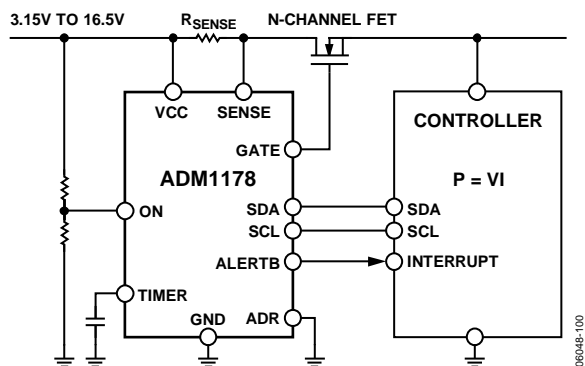 3.15V TO 16.5V
RSENSE
N-CHANNEL FET
VCC
SENSE
CONTROLLER
GATE
ADM1178
P = VI
ON
SDA
SDA
SCL
SCL
ALERTB
INTERRUPT
TIMER
GND
ADR
06048-100